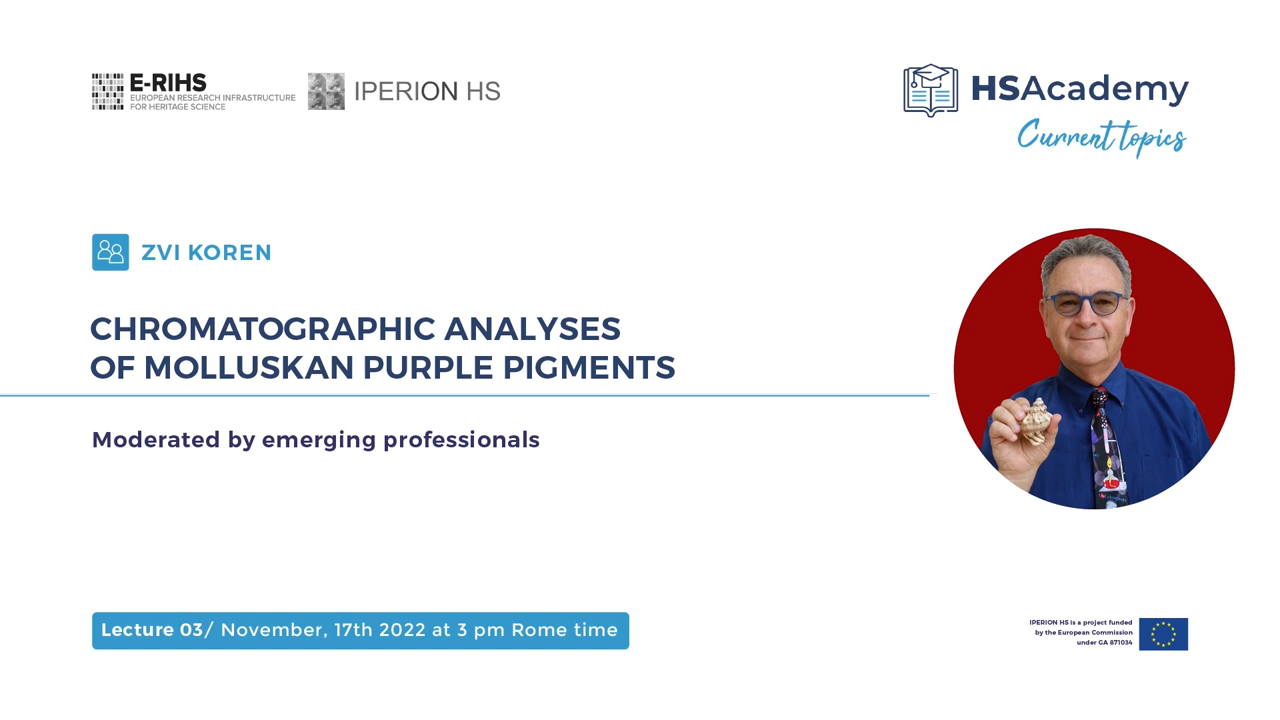 E-RIHS
EUROPEAN RESEARCH INFRASTRUCTURE
FOR HERITAGE SCIENCE
IPERION HS
HSAcademy
Current topics
ZVI KOREN
CHROMATOGRAPHIC ANALYSES
OF MOLLUSKAN PURPLE PIGMENTS
Moderated by emerging professionals
Lecture 03/ November, 17th 2022 at 3 pm Rome time
IPERION HS is a project funded
by the European Commission
under GA 871034